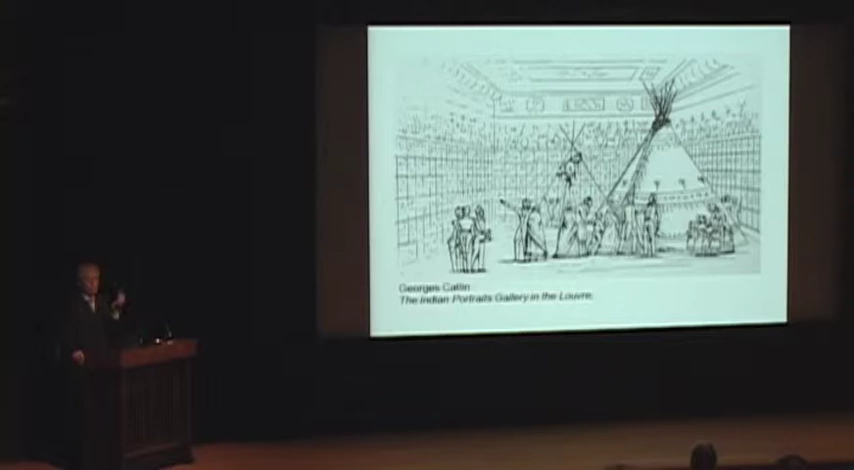 Georges Catlin
The Indian Portraits Gallery in the Louvre.